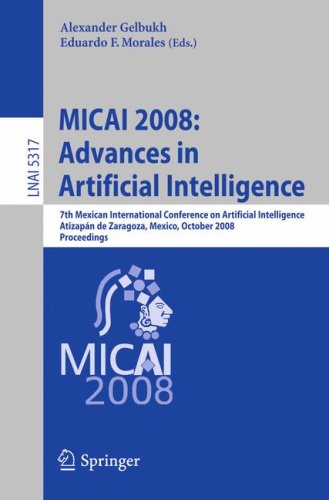 Alexander Gelbukh
Eduardo F. Morales (Eds.)
LNAI 5317
MICAI 2008:
Advances in
Artificial Intelligence
7th Mexican International Conference on Artificial Intelligence
Atizapán de Zaragoza, Mexico, October 2008
Proceedings
MICAI
2008
Springer